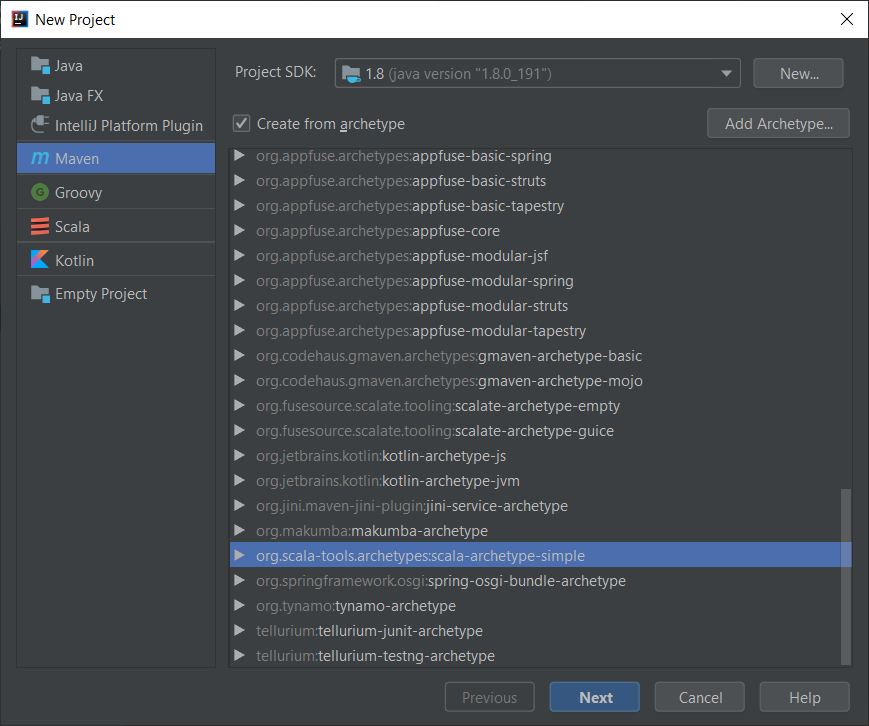 New Project
Java
Java FX
IntelliJ Platform Plugin
Maven
Groovy
Scala
Kotlin
Empty Project
Project SDK: 1.8 (java version "1.8.0_191") New...
Create from archetype Add Archetype...
org.appfuse.archetypes:appfuse-basic-spring
org.appfuse.archetypes:appfuse-basic-struts
org.appfuse.archetypes:appfuse-basic-tapestry
org.appfuse.archetypes:appfuse-core
org.appfuse.archetypes:appfuse-modular-jsf
org.appfuse.archetypes:appfuse-modular-spring
org.appfuse.archetypes:appfuse-modular-struts
org.appfuse.archetypes:appfuse-modular-tapestry
org.codehaus.gmaven.archetypes:gmaven-archetype-basic
org.codehaus.gmaven.archetypes:gmaven-archetype-mojo
org.fusesource.scalate.tooling:scalate-archetype-empty
org.fusesource.scalate.tooling:scalate-archetype-guice
org.jetbrains.kotlin:kotlin-archetype-js
org.jetbrains.kotlin:kotlin-archetype-jvm
org.jini.maven-jini-plugin:jini-service-archetype
org.makumba:makumba-archetype
org.scala-tools.archetypes:scala-archetype-simple
org.springframework.osgi:spring-osgi-bundle-archetype
org.tynamo:tynamo-archetype
tellurium:tellurium-junit-archetype
tellurium:tellurium-testng-archetype
Previous Next Cancel Help